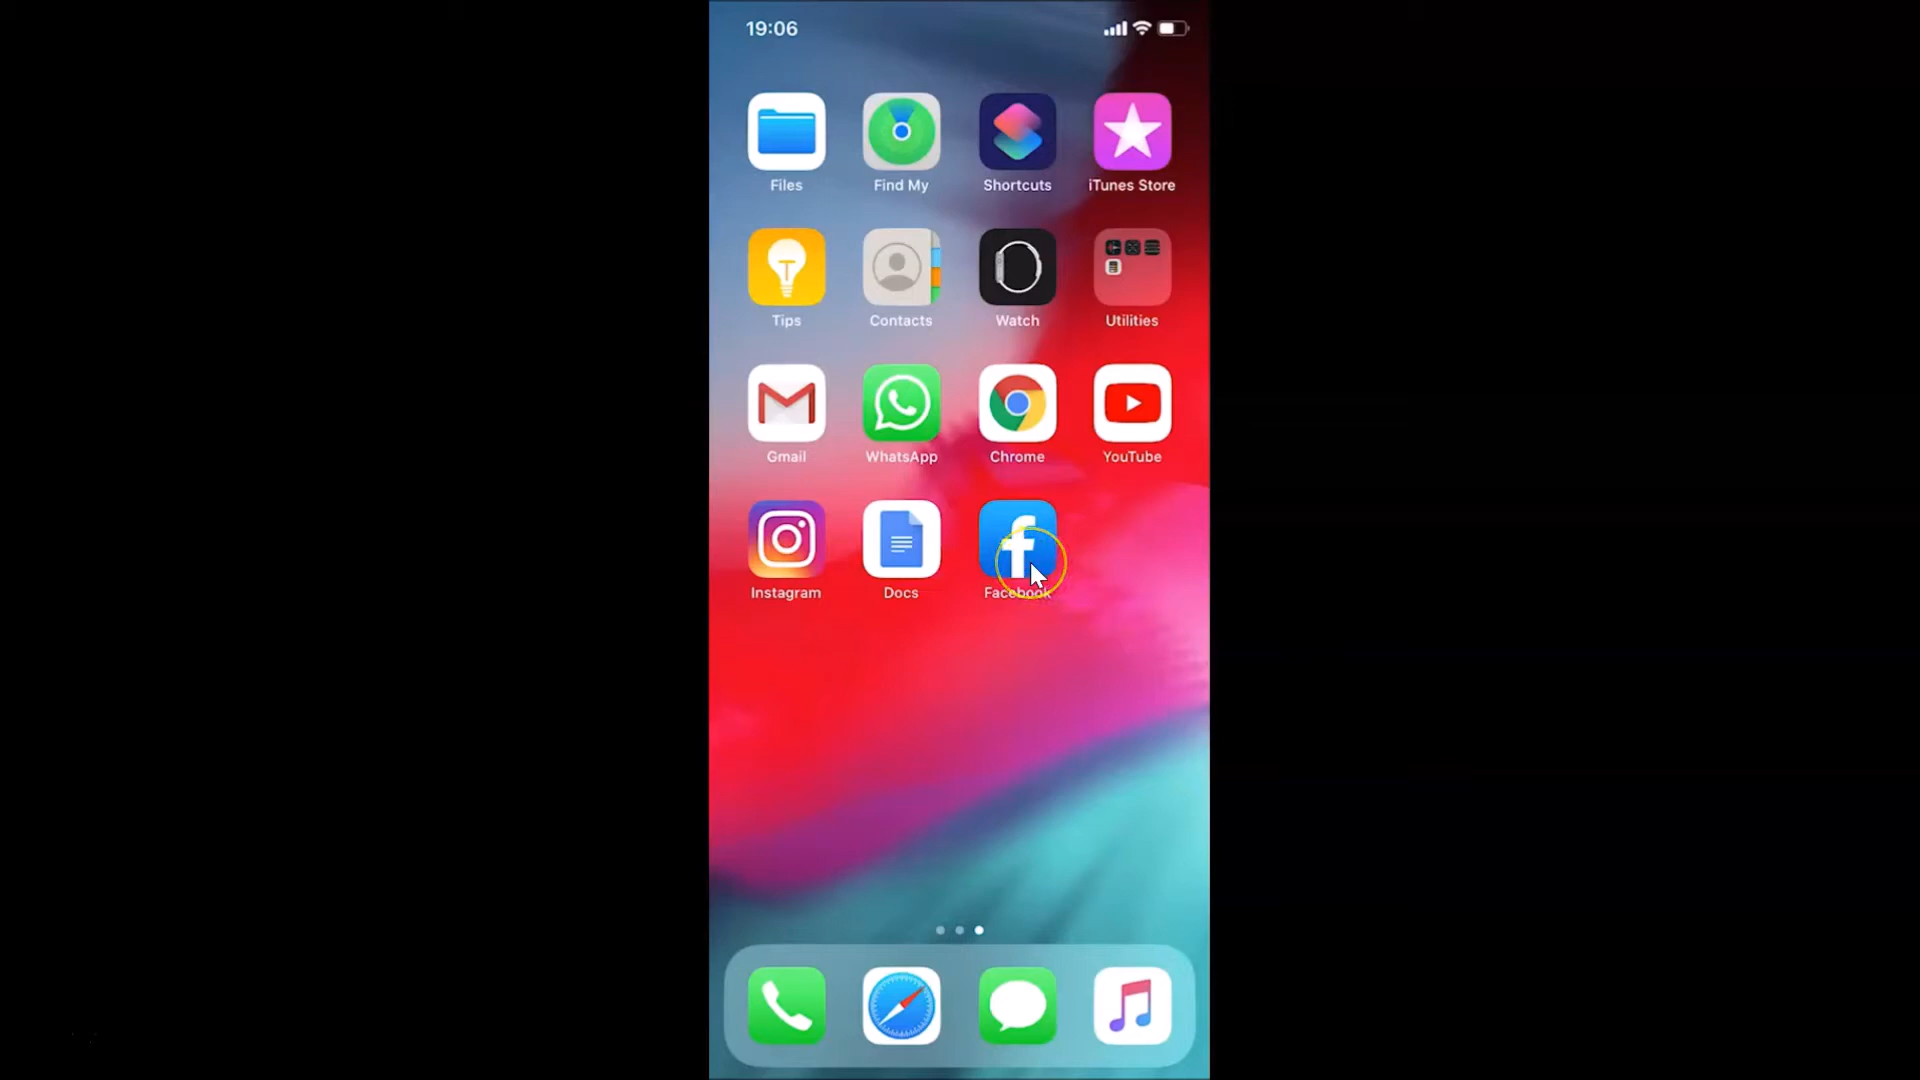 19:06
Files Find My Shortcuts iTunes Store
Tips Contacts Watch Utilities
Gmail WhatsApp Chrome YouTube
Instagram Docs Facebook